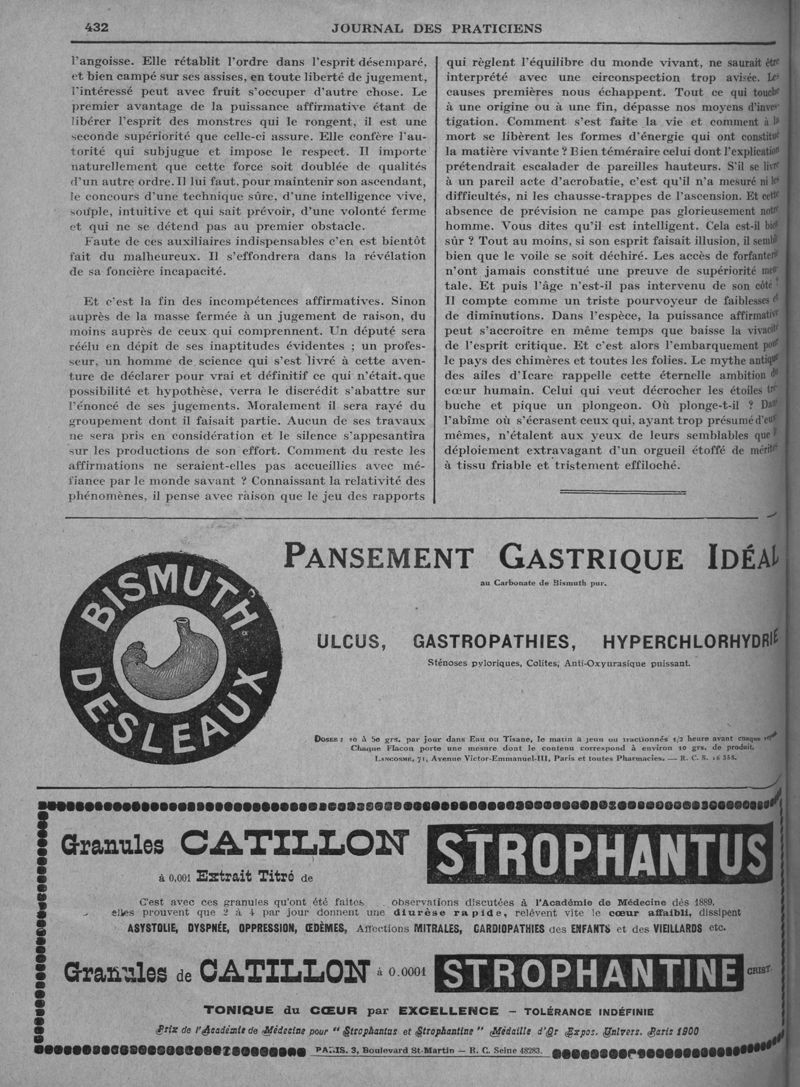 432
JOURNAL DES PRATICIENS
l'angoisse. Elle rétablit l'ordre dans l'esprit désemparé,
et bien campé sur ses assises, en toute liberté de jugement,
l'intéressé peut avec fruit s'occuper d'autre chose. Le
premier avantage de la puissance affirmative étant de
libérer l'esprit des monstres qui le rongent, il est une
seconde supériorité que celle-ci assure. Elle confère l'au-
torité qui subjugue et impose le respect. Il importe
naturellement que cette force soit doublée de qualités
d'un autre ordre. Il lui faut, pour maintenir son ascendant,
le concours d'une technique sûre, d'une intelligence vive,
souple, intuitive et qui sait prévoir, d'une volonté ferme
et qui ne se détend pas au premier obstacle.
Faute de ces auxiliaires indispensables c'en est bientôt
fait du malheureux. Il s'effondrera dans la révélation
de sa foncière incapacité.
Et c'est la fin des incompétences affirmatives. Sinon
auprès de la masse fermée à un jugement de raison, du
moins auprès de ceux qui comprennent. Un député sera
réélu en dépit de ses inaptitudes évidentes ; un profes-
seur, un homme de science qui s'est livré à cette aven-
ture de déclarer pour vrai et définitif ce qui n'était que
possibilité et hypothèse, verra le discrédit s'abattre sur
l'énoncé de ses jugements. Moralement il sera rayé du
groupement dont il faisait partie. Aucun de ses travaux
ne sera pris en considération et le silence s'appesantira
sur les productions de son effort. Comment du reste les
affirmations ne seraient-elles pas accueillies avec mé-
fiance par le monde savant ? Connaissant la relativité des
phénomènes, il pense avec raison que le jeu des rapports
qui règlent l'équilibre du monde vivant, ne saurait être
interprété avec une circonspection trop avisée. Les
causes premières nous échappent. Tout ce qui touche
à une origine ou à une fin, dépasse nos moyens d'inves-
tigation. Comment s'est faite la vie et comment à la
mort se libèrent les formes d'énergie qui ont constitué
la matière vivante ? Bien téméraire celui dont l'explication
prétendrait escalader de pareilles hauteurs. S'il se livre
à un pareil acte d'acrobatie, c'est qu'il n'a mesuré ni les
difficultés, ni les chausse-trappes de l'ascension. Et cette
absence de prévision ne campe pas glorieusement notre
homme. Vous dites qu'il est intelligent. Cela est-il bien
sûr ? Tout au moins, si son esprit faisait illusion, il semble
bien que le voile se soit déchiré. Les accès de forfanterie
n'ont jamais constitué une preuve de supériorité men-
tale. Et puis l'âge n'est-il pas intervenu de son côté ?
Il compte comme un triste pourvoyeur de faiblesses et
de diminutions. Dans l'espèce, la puissance affirmative
peut s'accroître en même temps que baisse la vivacité
de l'esprit critique. Et c'est alors l'embarquement pour
le pays des chimères et toutes les folies. Le mythe antique
des ailes d'Icare rappelle cette éternelle ambition du
cœur humain. Celui qui veut décrocher les étoiles tré-
buche et pique un plongeon. Où plonge-t-il ? Dans
l'abîme où s'écrasent ceux qui, ayant trop présumé d'eux-
mêmes, n'étalent aux yeux de leurs semblables que le
déploiement extravagant d'un orgueil étoffé de mérites
à tissu friable et tristement effiloché.
PANSEMENT GASTRIQUE IDÉAL
au Carbonate de Bismuth pur.
BISMUTH
DESLEAUX
ULCUS, GASTROPATHIES, HYPERCHLORHYDRIE
Sténoses pyloriques, Colites, Anti-Oxyurasique puissant.
DOSES : 10 à 50 grs. par jour dans Eau ou Tisane, le matin à jeun ou fractionnés 1/2 heure avant chaque
Chaque Flacon porte une mesure dont le contenu correspond à environ 10 grs. de produit.
LANCOSME, 71, Avenue Victor-Emmanuel-III, Paris et toutes Pharmacies. — R. C. S. 16 355.
Granules CATILLON STROPHANTUS
à 0,001 Extrait Titré de
C'est avec ces granules qu'ont été faites observations discutées à l'Académie de Médecine dès 1889,
elles prouvent que 2 à 4 par jour donnent une diurèse rapide, relèvent vite le cœur affaibli, dissipent
ASYSTOLIE, DYSPNÉE, OPPRESSION, ŒDÈMES, Affections MITRALES, CARDIOPATHIES des ENFANTS et des VIEILLARDS etc.
Granules de CATILLON à 0.0001 STROPHANTINE CRIST.
TONIQUE du CŒUR par EXCELLENCE – TOLÉRANCE INDÉFINIE
Prix de l'Académie de Médecine pour "Strophantus et Strophantine" Médaille d'Or Expos. Univers. Paris 1900
PARIS. 3, Boulevard St-Martin — R. C. Seine 48283.